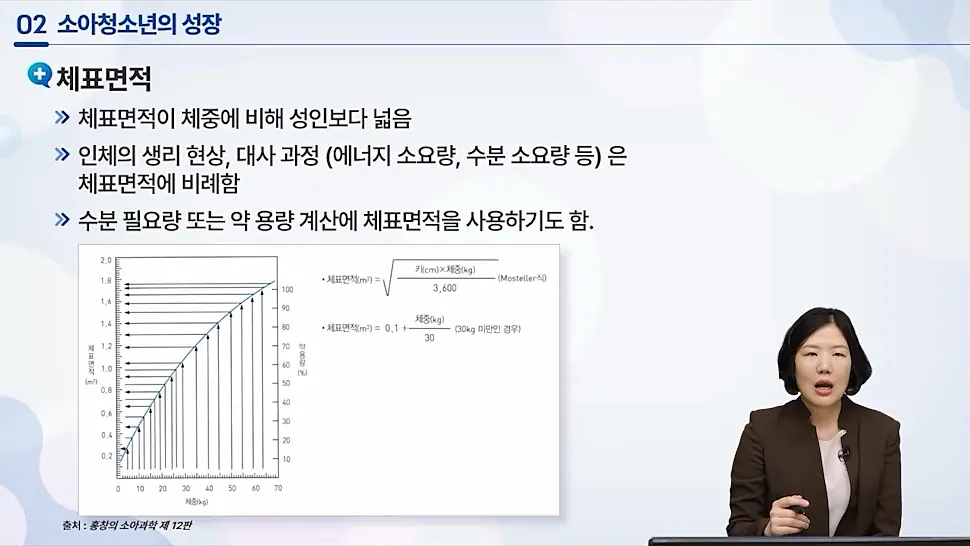 02 소아청소년의 성장
체표면적
체표면적이 체중에 비해 성인보다 넓음
인체의 생리 현상, 대사 과정 (에너지 소요량, 수분 소요량 등) 은
체표면적에 비례함
수분 필요량 또는 약 용량 계산에 체표면적을 사용하기도 함.
2,0
1,8
1,6
1,4
1,2
1,0
0,8
0,6
0,4
0,2
체표면적
(m²)
100
90
80
70
60
50
40
30
20
10
약용량
(%)
0 10 20 30 40 50 60 70
체중(kg)
• 체표면적(m²) = √ 키(cm)×체중(kg) / 3,600 (Mosteller식)
• 체표면적(m²) = 0,1 + 체중(kg) / 30 (30kg 미만인 경우)
출처 : 홍창의 소아과학 제 12판